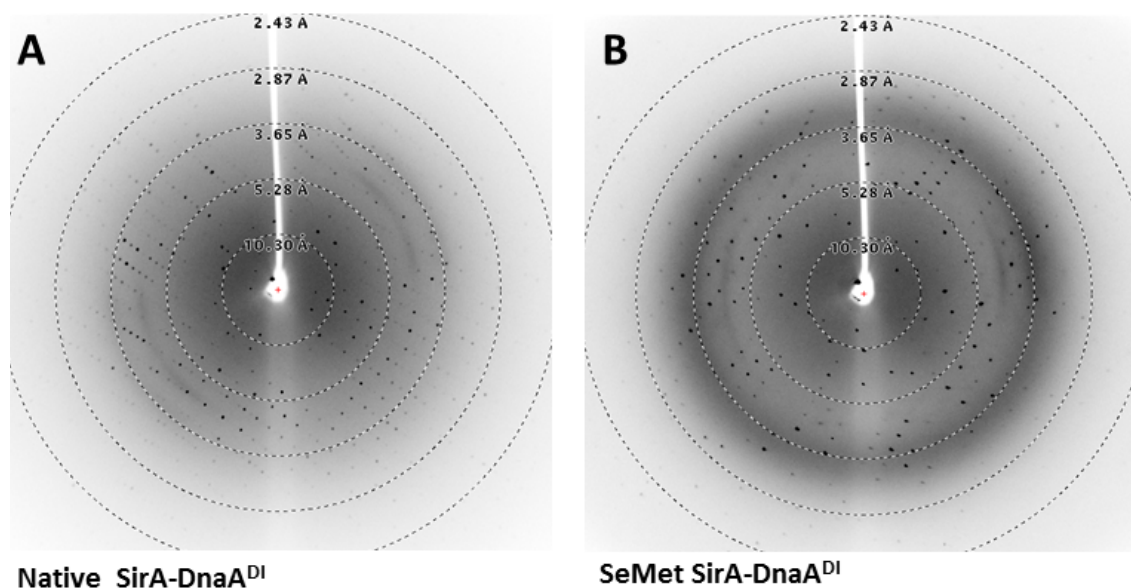 A
2.43
2.87
3.65 Å
5.28 Å
10.30 Å
Native SirA-DnaA^DI
B
2.43
2.87
3.65
5.28
10.30 Å
SeMet SirA-DnaA^DI